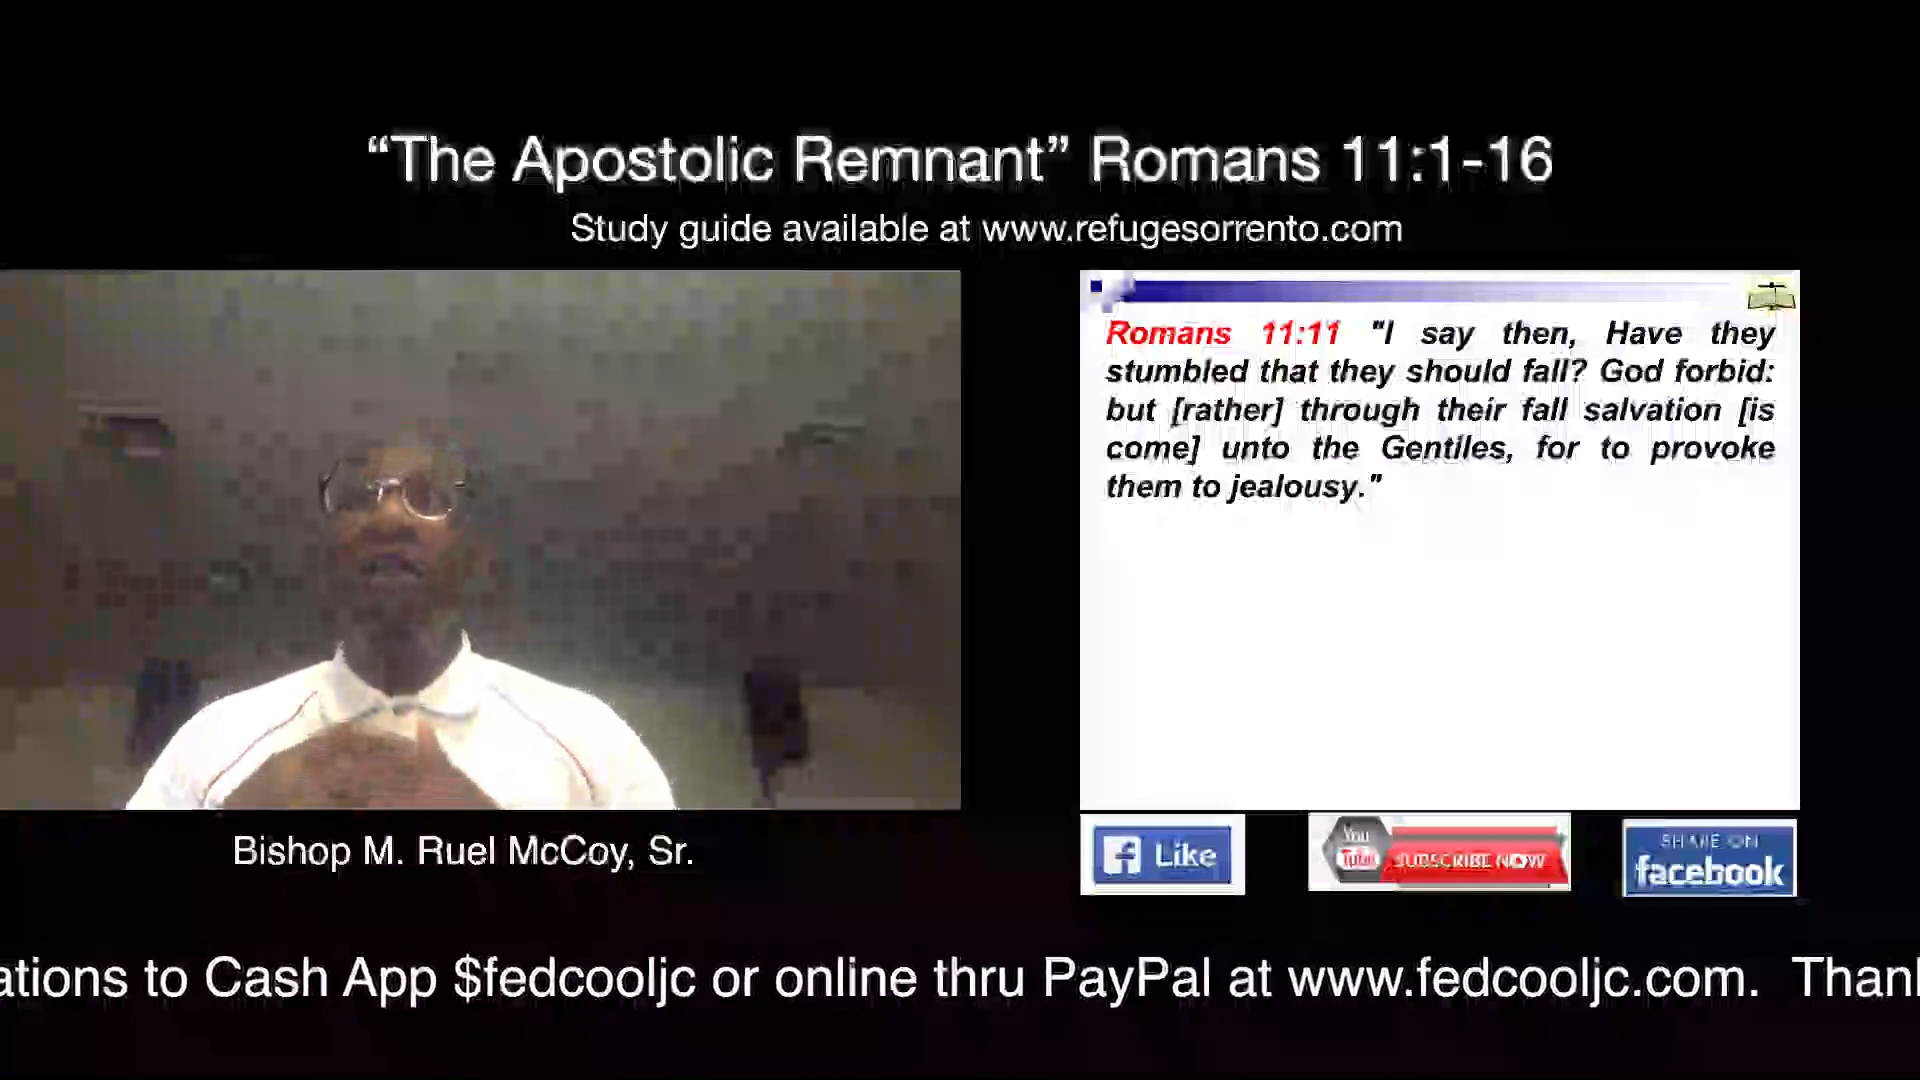 “The Apostolic Remnant” Romans 11:1-16
Study guide available at www.refugesorrento.com
Romans 11:11 "I say then, Have they
stumbled that they should fall? God forbid:
but [rather] through their fall salvation [is
come] unto the Gentiles, for to provoke
them to jealousy."
Bishop M. Ruel McCoy, Sr.
Like
You
Tube
SUBSCRIBE NOW
SHARE ON
facebook
ations to Cash App $fedcooljc or online thru PayPal at www.fedcooljc.com. Thank